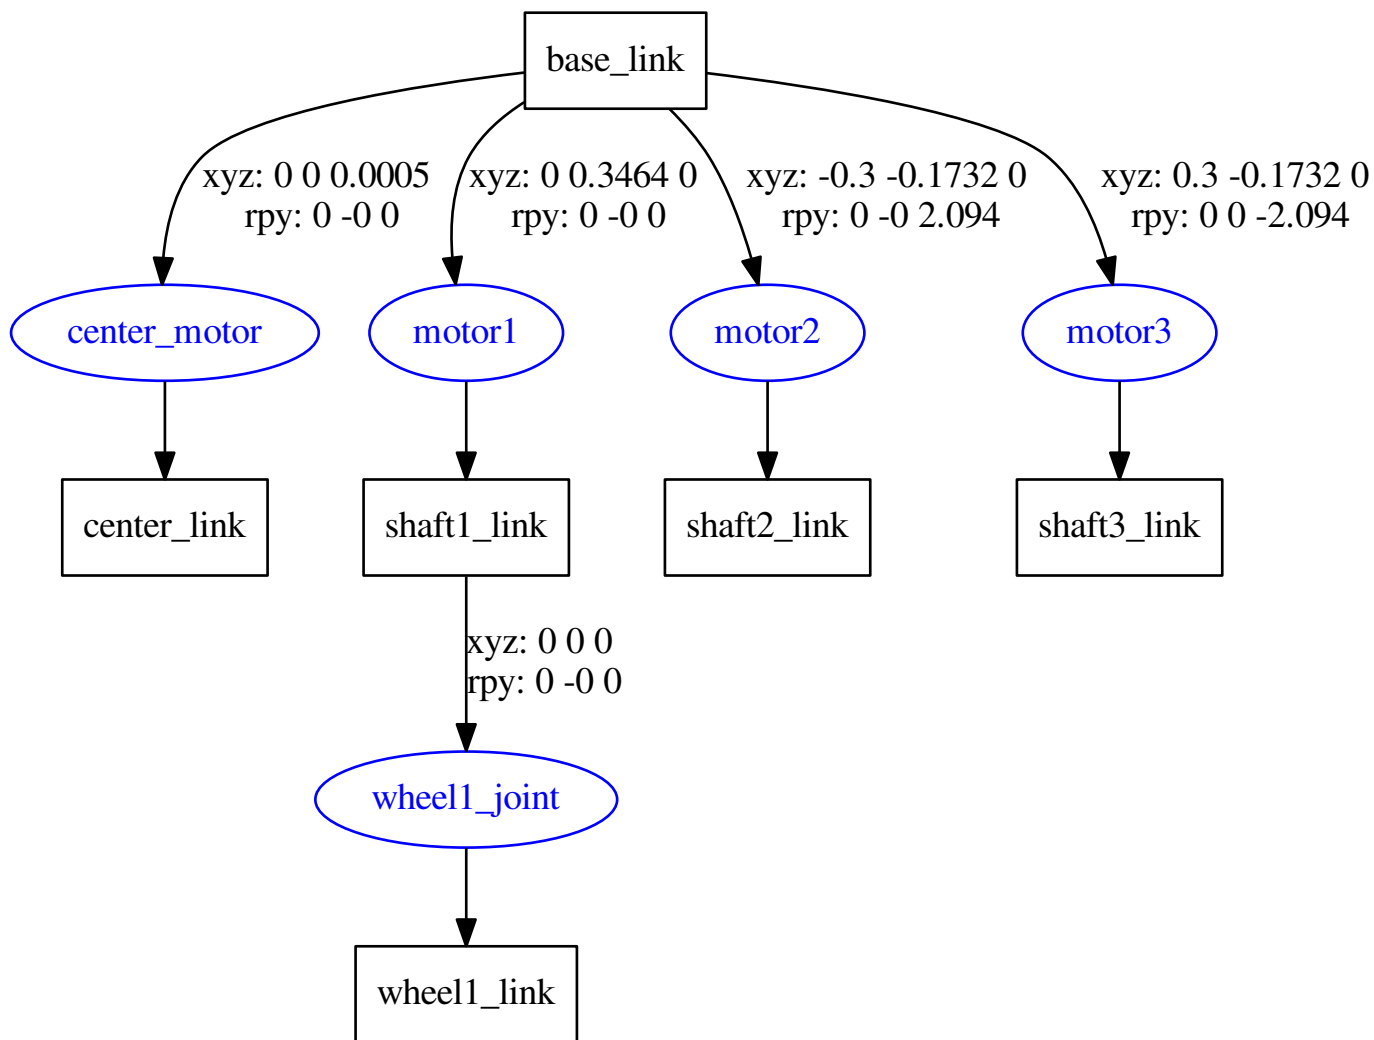 base_link
xyz: 0 0 0.0005
rpy: 0 -0 0
xyz: 0 0.3464 0
rpy: 0 -0 0
xyz: -0.3 -0.1732 0
rpy: 0 -0 2.094
xyz: 0.3 -0.1732 0
rpy: 0 0 -2.094
center_motor
motor1
motor2
motor3
center_link
shaft1_link
shaft2_link
shaft3_link
xyz: 0 0 0
rpy: 0 -0 0
wheel1_joint
wheel1_link